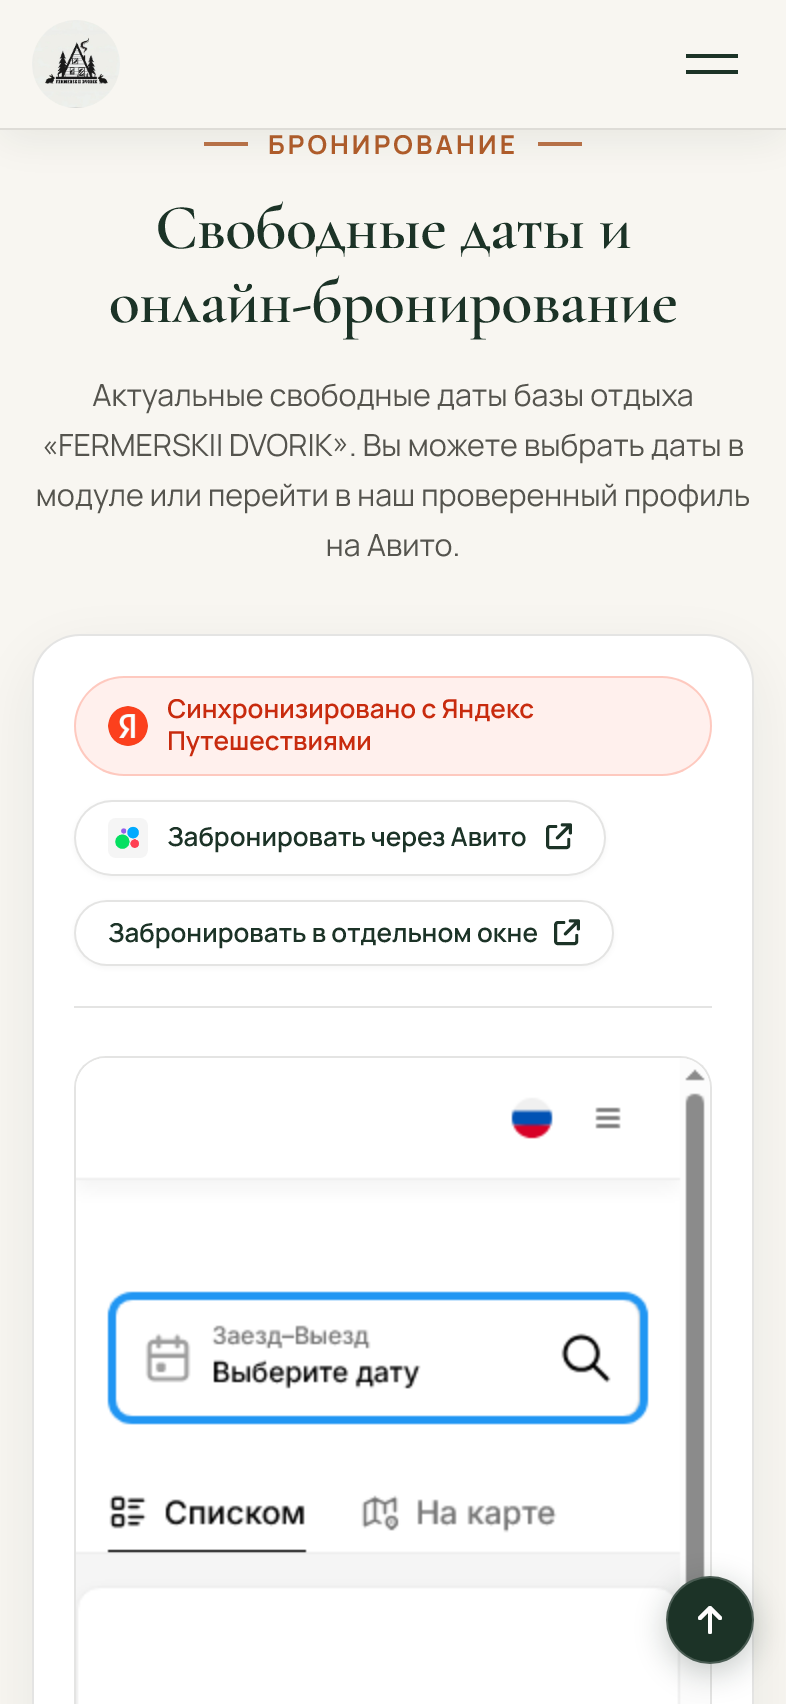 БРОНИРОВАНИЕ
Свободные даты и
онлайн-бронирование
Актуальные свободные даты базы отдыха
«FERMERSKII DVORIK». Вы можете выбрать даты в
модуле или перейти в наш проверенный профиль
на Авито.
Я
Синхронизировано с Яндекс
Путешествиями
Забронировать через Авито
Забронировать в отдельном окне
Заезд–Выезд
Выберите дату
Списком
На карте